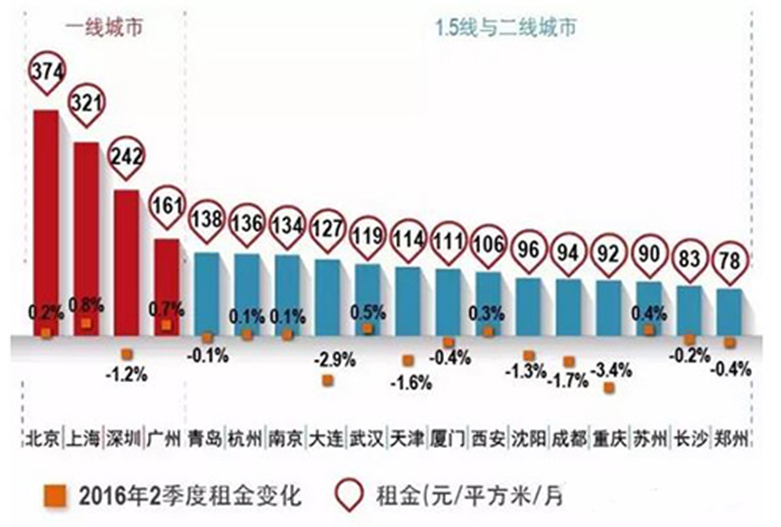 一线城市 1.5线与二线城市
374 321 242 161 138 136 134 127 119 114 111 106 96 94 92 90 83 78
0.2% 0.8% -1.2% 0.7% -0.1% 0.1% 0.1% -2.9% 0.5% -1.6% -0.4% 0.3% -1.3% -1.7% -3.4% 0.4% -0.2% -0.4%
北京 上海 深圳 广州 青岛 杭州 南京 大连 武汉 天津 厦门 西安 沈阳 成都 重庆 苏州 长沙 郑州
2016年2季度租金变化 租金(元/平方米/月